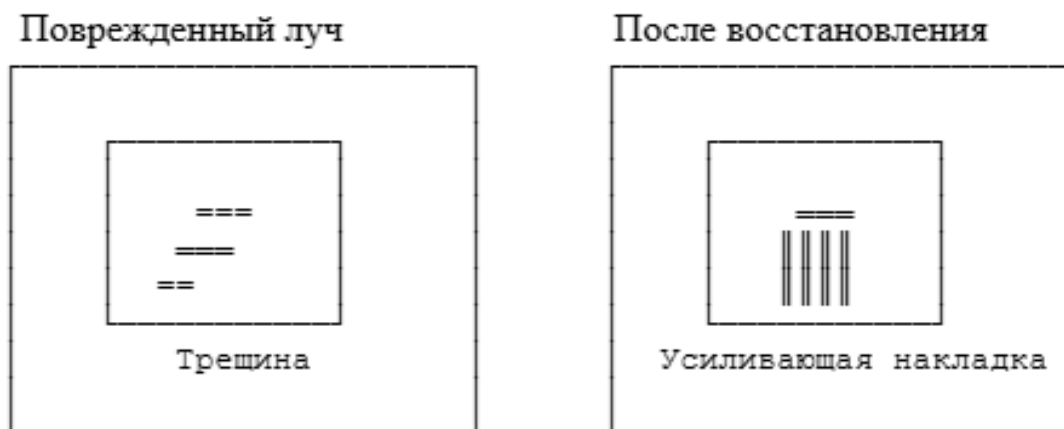 Поврежденный луч
После восстановления
===
===
==
Трещина
===
║║║║
║║║║
Усиливающая накладка